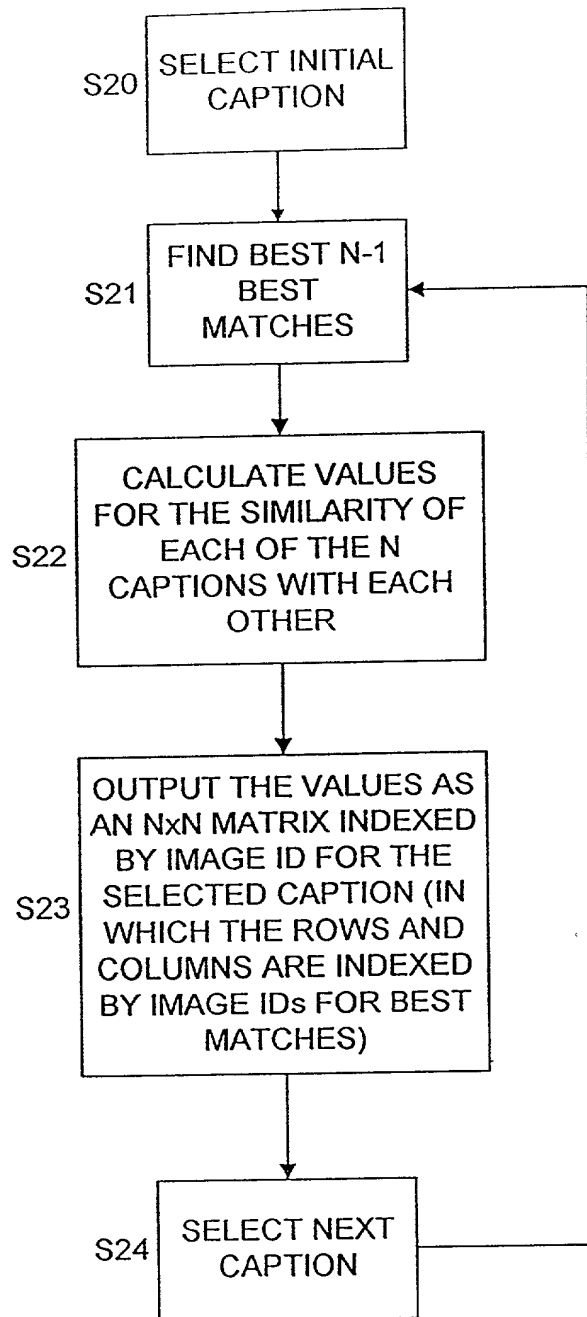 S20
SELECT INITIAL
CAPTION
S21
FIND BEST N-1
BEST
MATCHES
S22
CALCULATE VALUES
FOR THE SIMILARITY OF
EACH OF THE N
CAPTIONS WITH EACH
OTHER
S23
OUTPUT THE VALUES AS
AN NxN MATRIX INDEXED
BY IMAGE ID FOR THE
SELECTED CAPTION (IN
WHICH THE ROWS AND
COLUMNS ARE INDEXED
BY IMAGE IDs FOR BEST
MATCHES)
S24
SELECT NEXT
CAPTION